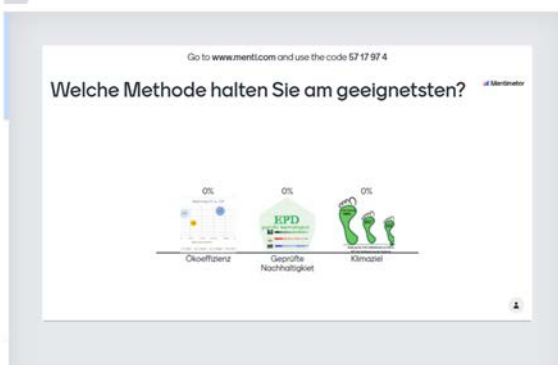 Go to www.menti.com and use the code 57 17 97 4
Welche Methode halten Sie am geeignetsten?
Mentimeter
0%
0%
0%
EPD
Ökoeffizienz
Geprüfte
Nachhaltigkiet
Klimaziel